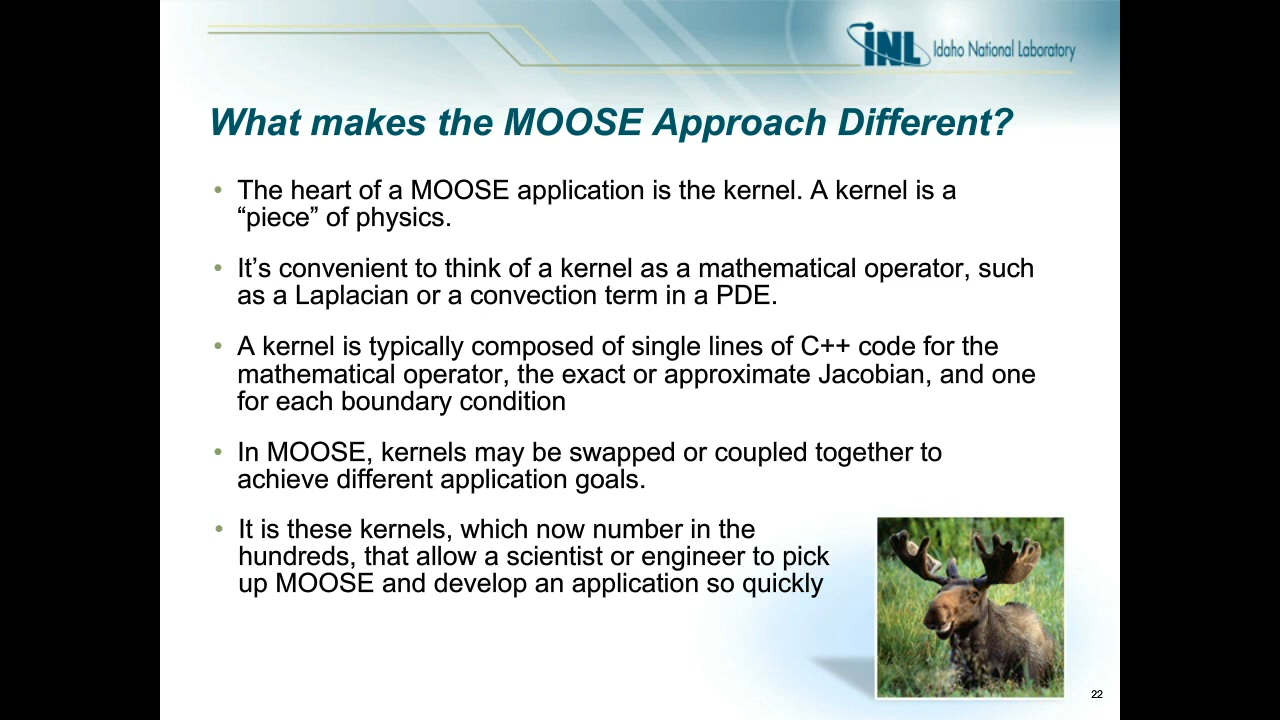 INL Idaho National Laboratory
What makes the MOOSE Approach Different?
• The heart of a MOOSE application is the kernel. A kernel is a
“piece” of physics.
• It’s convenient to think of a kernel as a mathematical operator, such
as a Laplacian or a convection term in a PDE.
• A kernel is typically composed of single lines of C++ code for the
mathematical operator, the exact or approximate Jacobian, and one
for each boundary condition
• In MOOSE, kernels may be swapped or coupled together to
achieve different application goals.
• It is these kernels, which now number in the
hundreds, that allow a scientist or engineer to pick
up MOOSE and develop an application so quickly
22